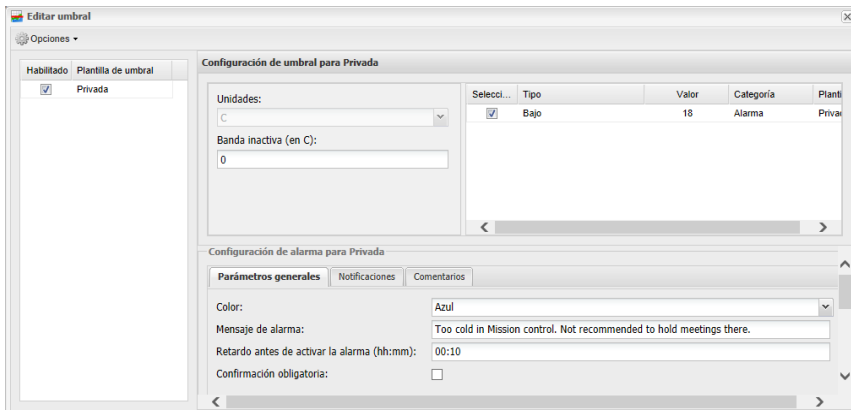 Editar umbral
Opciones
Habilitado Plantilla de umbral
Privada
Configuración de umbral para Privada
Unidades:
C
Banda inactiva (en C):
0
Selecci... Tipo Valor Categoría Planti
Bajo 18 Alarma Privad
Configuración de alarma para Privada
Parámetros generales Notificaciones Comentarios
Color: Azul
Mensaje de alarma: Too cold in Mission control. Not recommended to hold meetings there.
Retardo antes de activar la alarma (hh:mm): 00:10
Confirmación obligatoria: